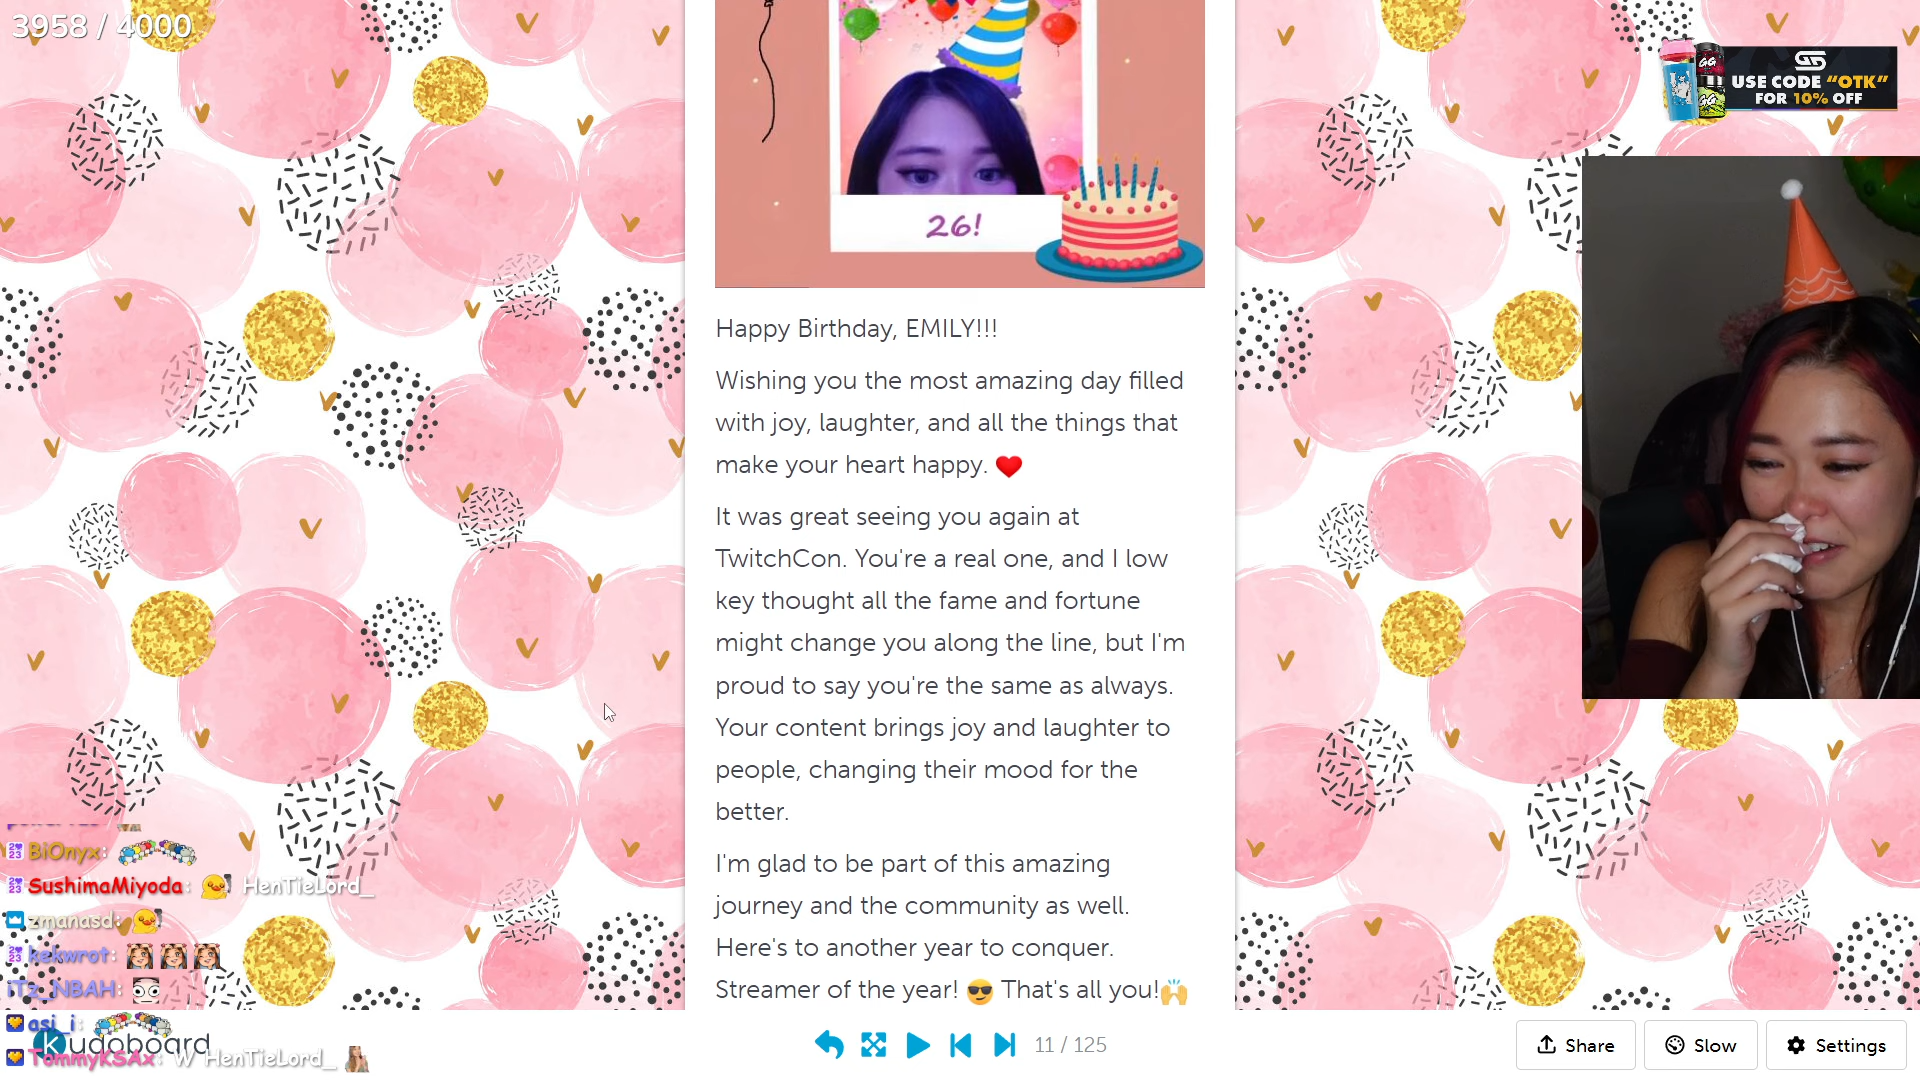 3958 / 4000
GG
GG
USE CODE "OTK"
FOR 10% OFF
26!
Happy Birthday, EMILY!!!
Wishing you the most amazing day filled
with joy, laughter, and all the things that
make your heart happy. ❤️
It was great seeing you again at
TwitchCon. You're a real one, and I low
key thought all the fame and fortune
might change you along the line, but I'm
proud to say you're the same as always.
Your content brings joy and laughter to
people, changing their mood for the
better.
I'm glad to be part of this amazing
journey and the community as well.
Here's to another year to conquer.
Streamer of the year! 😎 That's all you!🙌
BiOnyx:
SushimaMiyoda: HenTieLord_
zmanasd:
kekwrot:
iTz_NBAH:
asi_i:
TommyKSAx: W HenTieLord_
kudoboard
11 / 125
Share
Slow
Settings